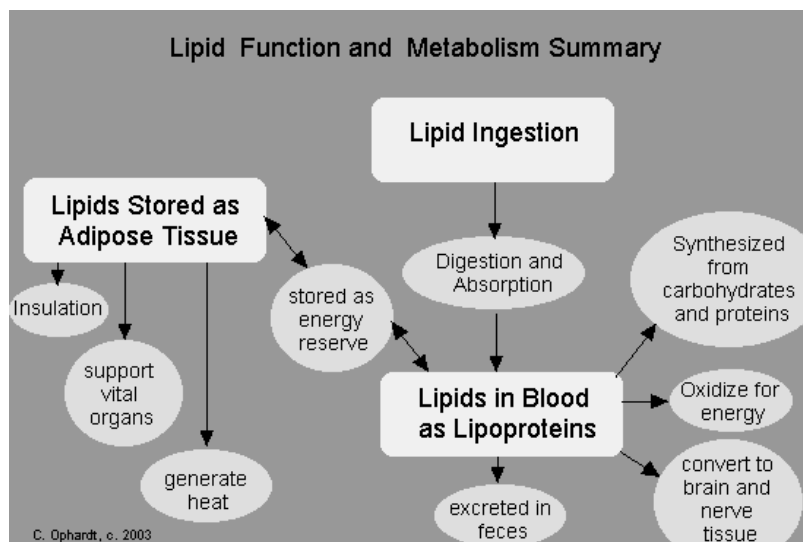 Lipid Function and Metabolism Summary
Lipid Ingestion
Lipids Stored as
Adipose Tissue
Digestion and
Absorption
Synthesized
from
carbohydrates
and proteins
Insulation
stored as
energy
reserve
support
vital
organs
Lipids in Blood
as Lipoproteins
Oxidize for
energy
generate
heat
excreted in
feces
convert to
brain and
nerve
tissue
C. Ophardt, c. 2003